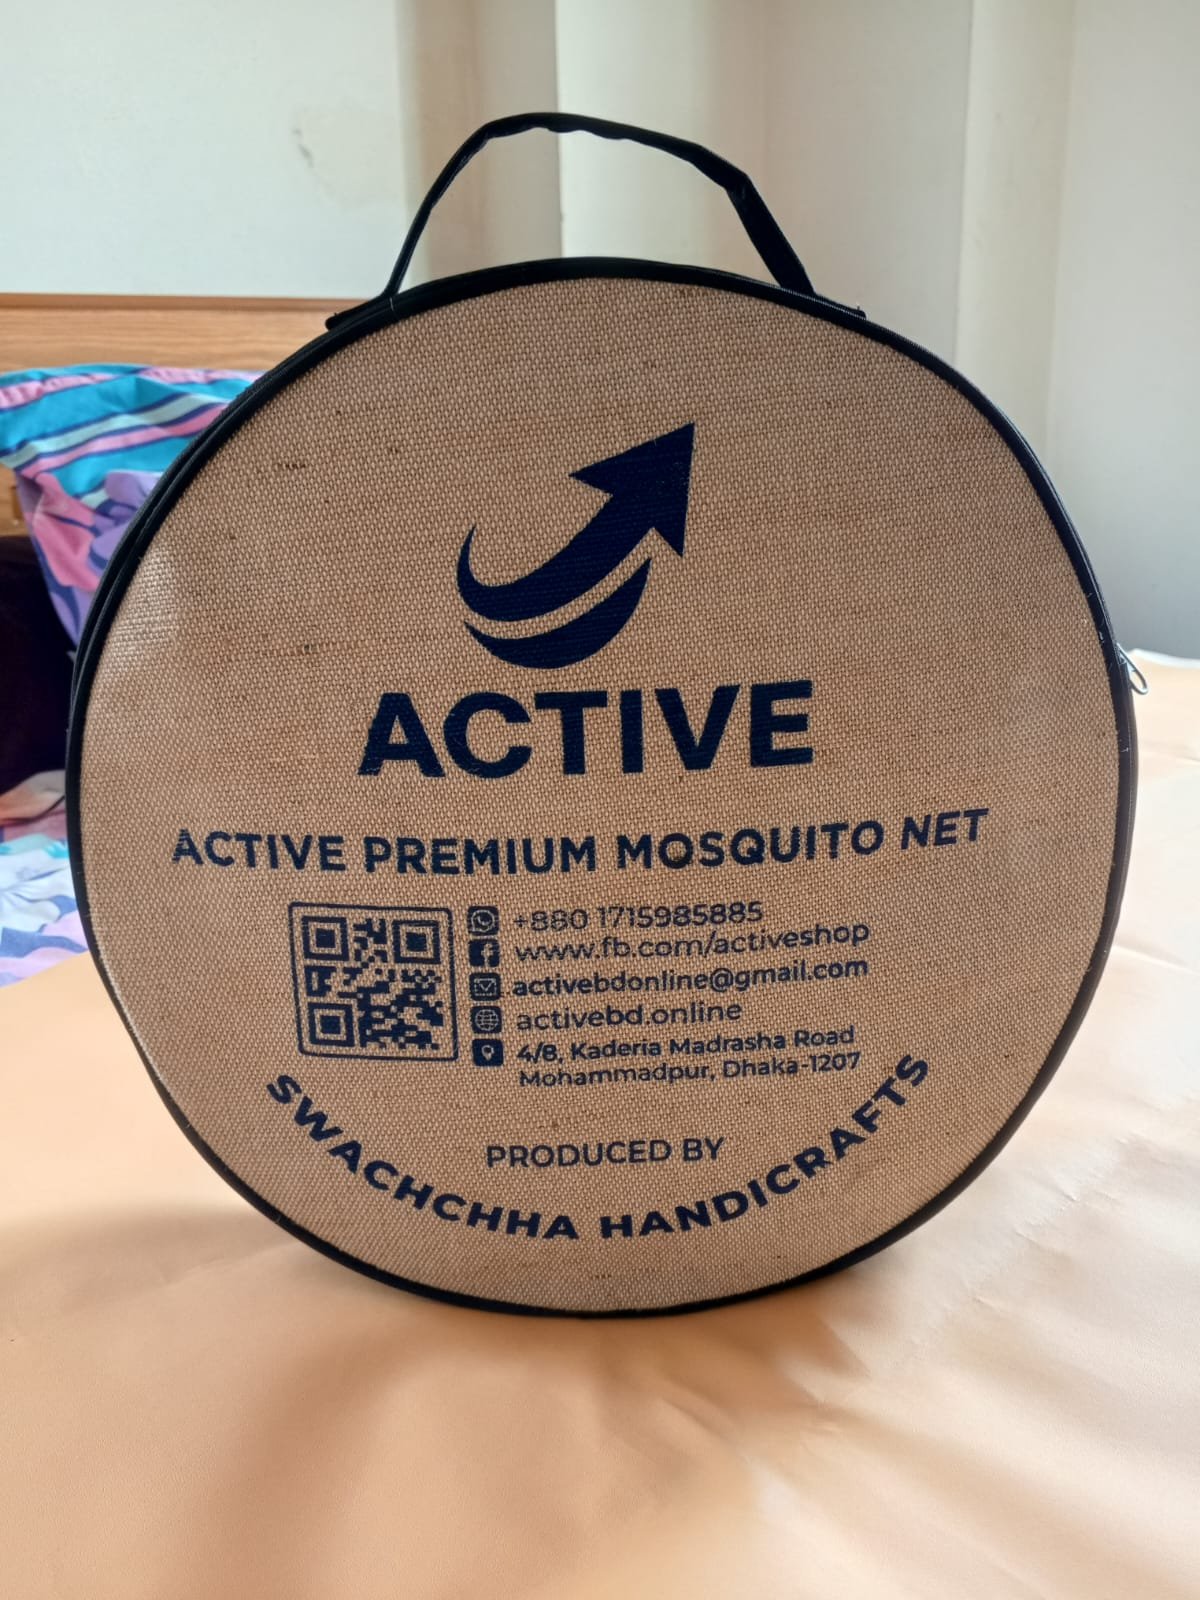 ACTIVE
ACTIVE PREMIUM MOSQUITO NET
+880 1715985885
www.fb.com/activeshop
activebdonline@gmail.com
activebd.online
4/8, Kaderia Madrasha Road
Mohammadpur, Dhaka-1207
PRODUCED BY
SWACHCHHA HANDICRAFTS